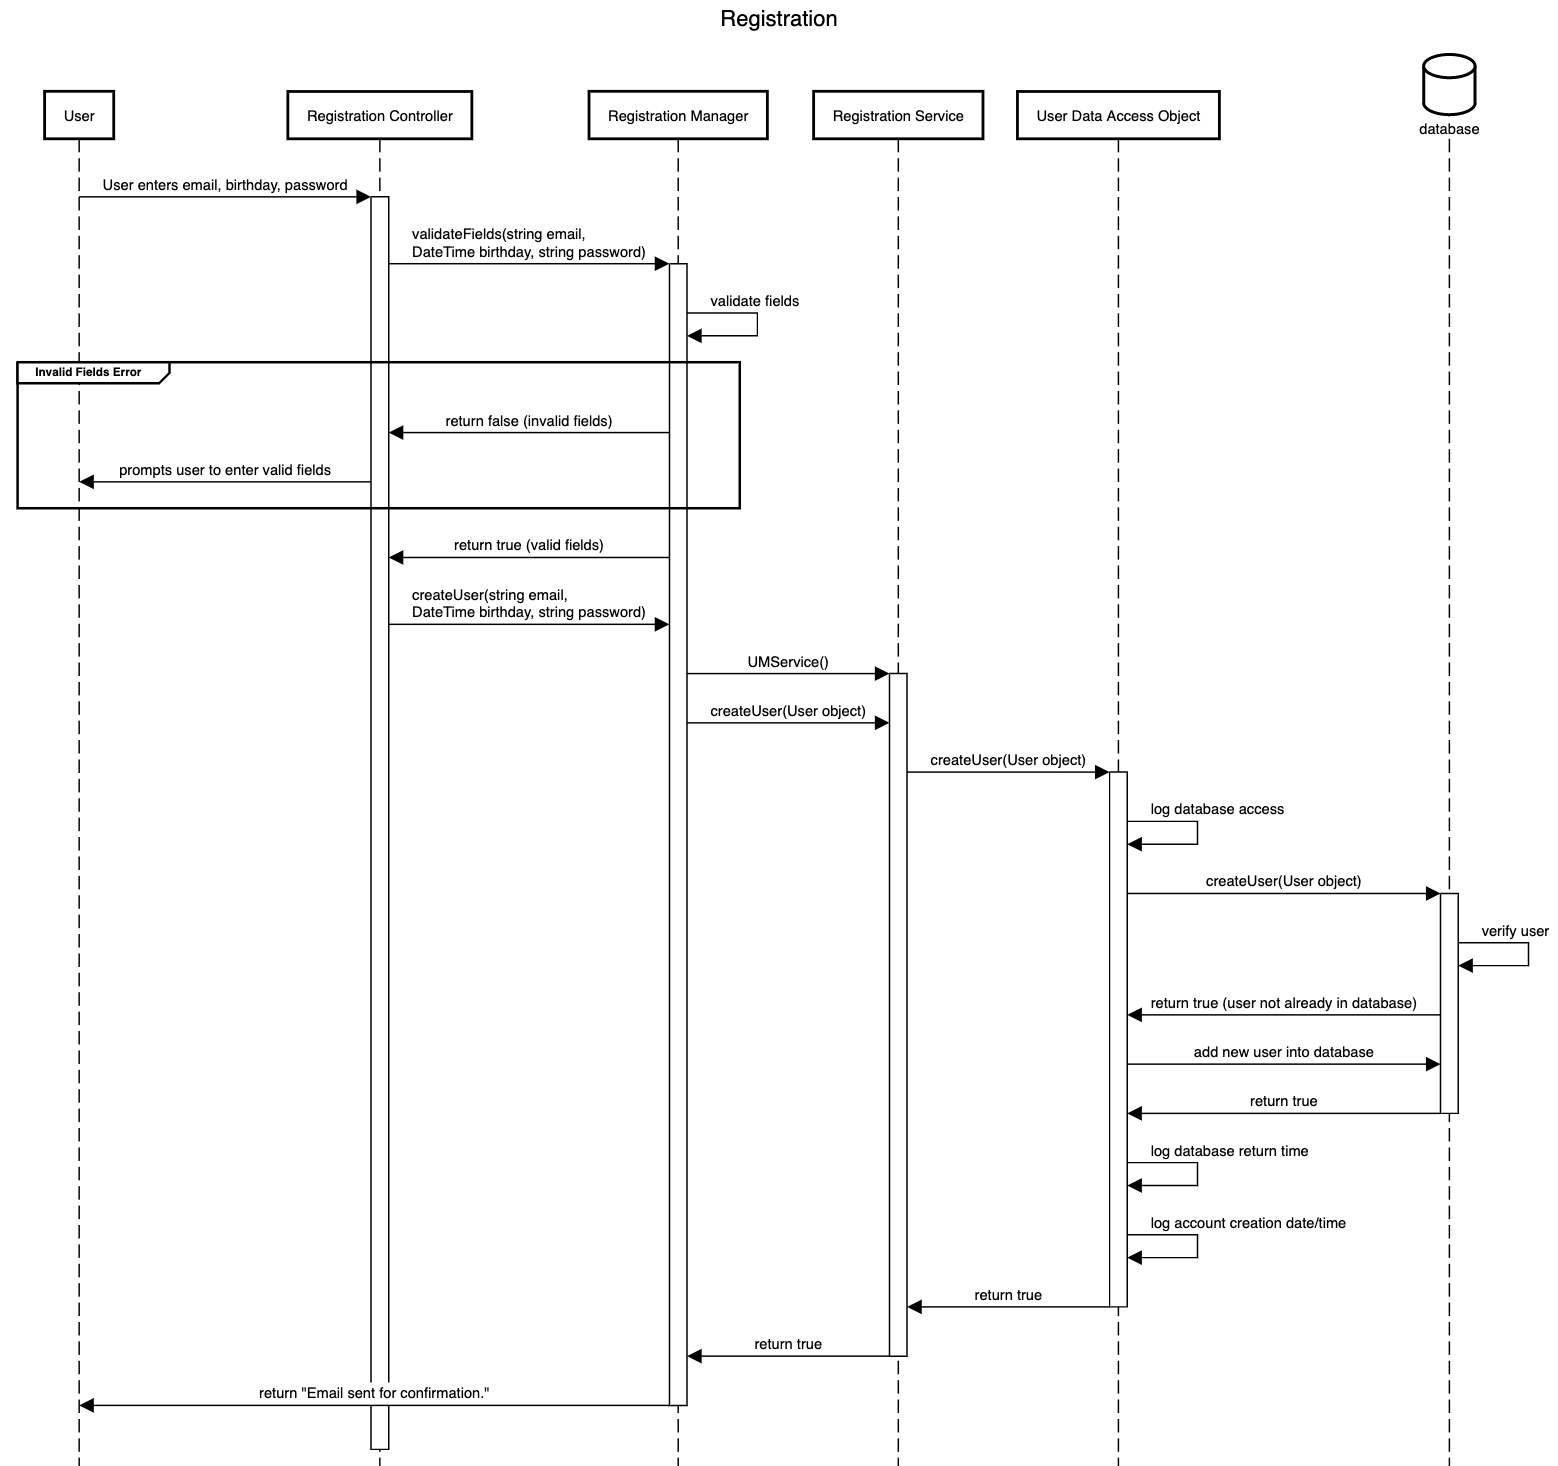 Registration
User
Registration Controller
Registration Manager
Registration Service
User Data Access Object
database
User enters email, birthday, password
validateFields(string email,
DateTime birthday, string password)
validate fields
Invalid Fields Error
return false (invalid fields)
prompts user to enter valid fields
return true (valid fields)
createUser(string email,
DateTime birthday, string password)
UMService()
createUser(User object)
createUser(User object)
log database access
createUser(User object)
verify user
return true (user not already in database)
add new user into database
return true
log database return time
log account creation date/time
return true
return true
return "Email sent for confirmation."